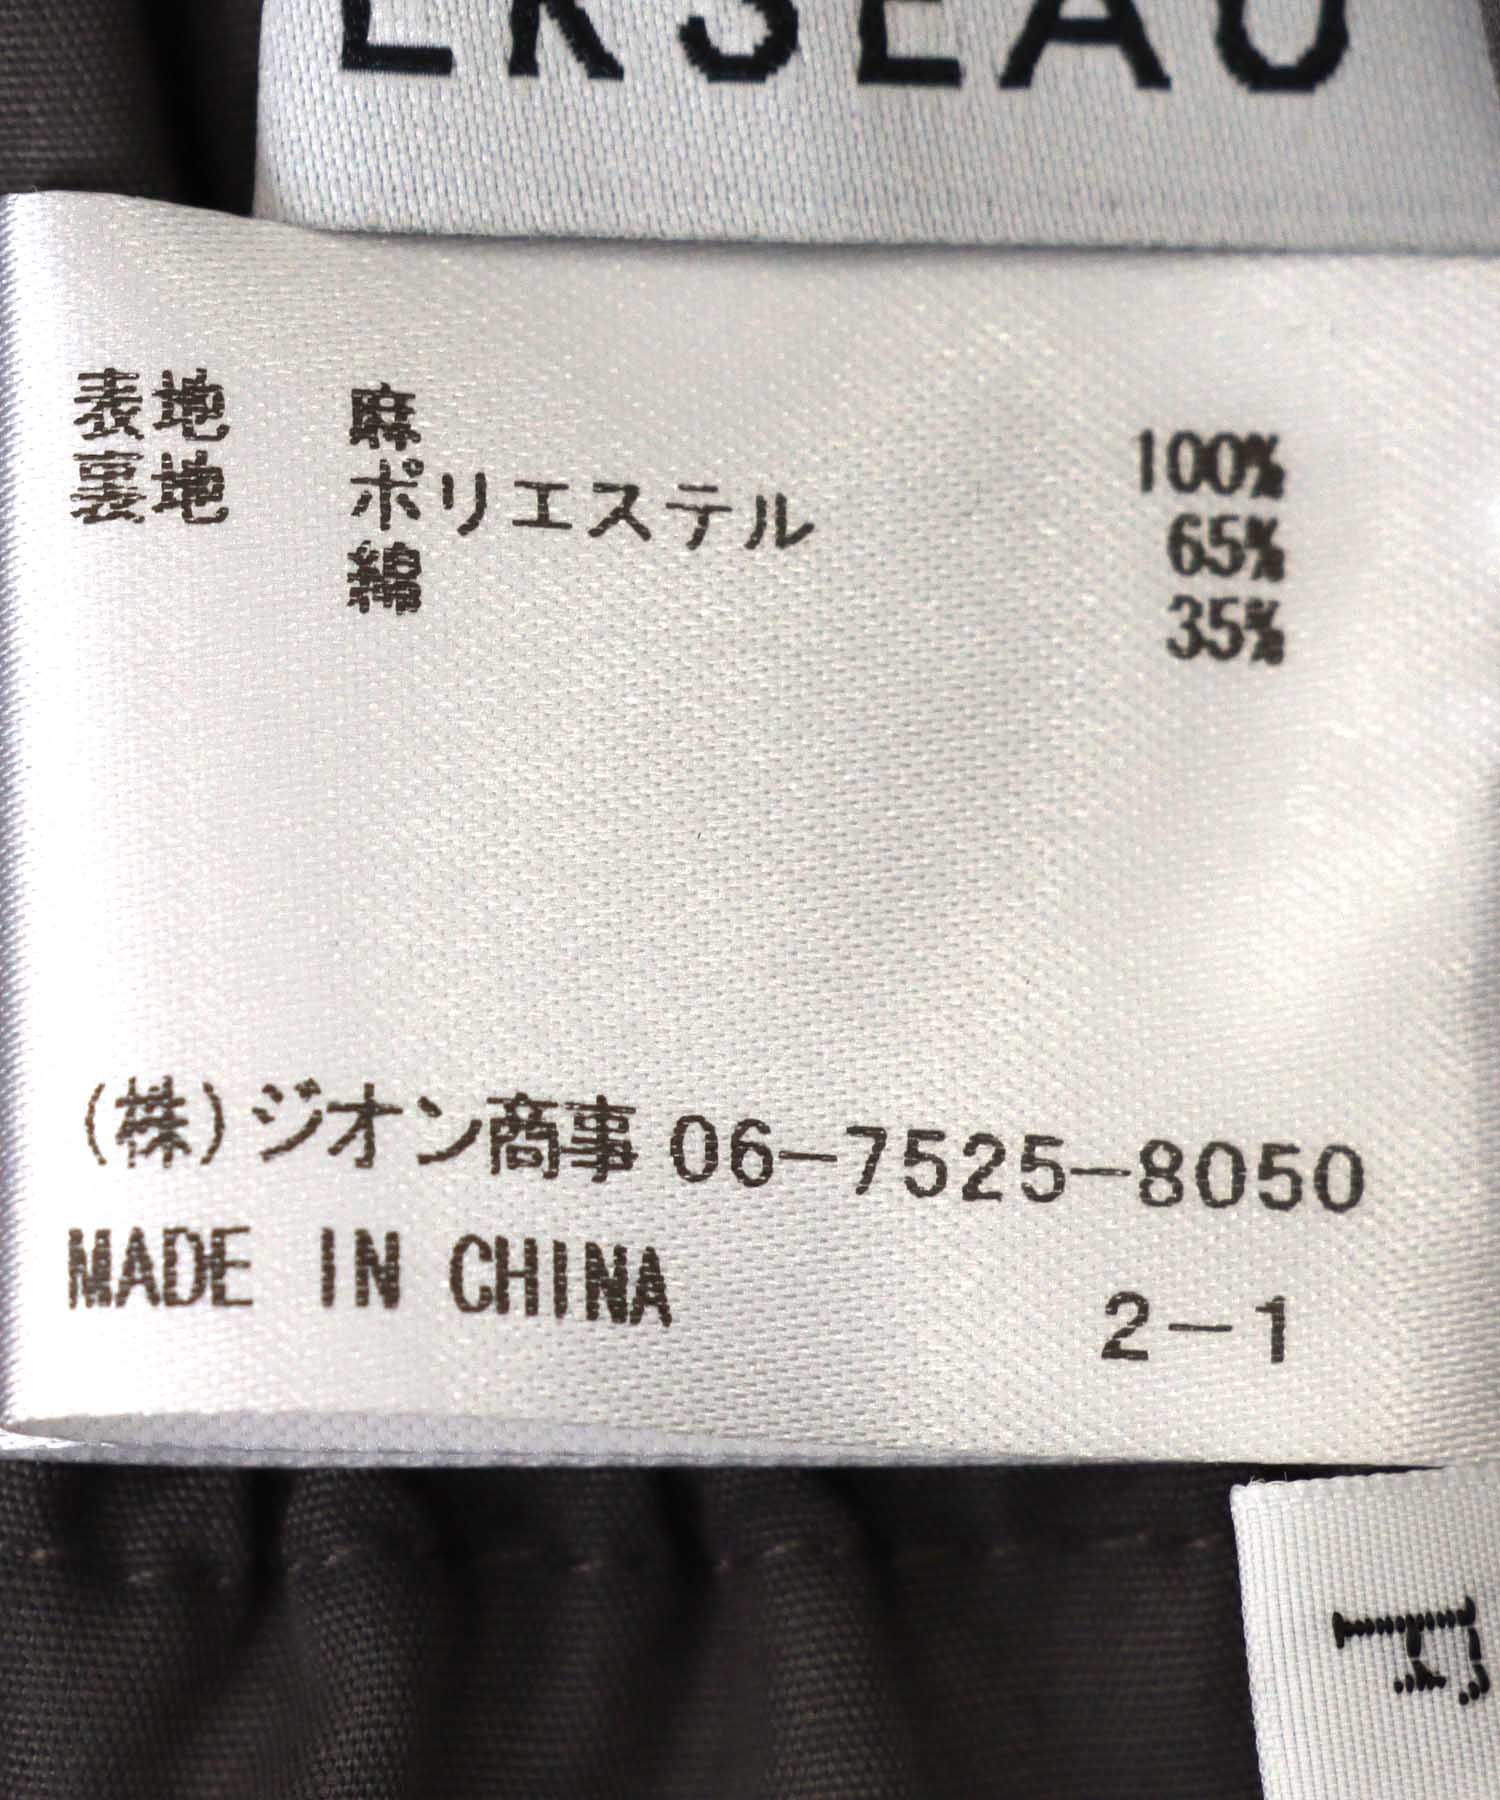 表地 麻 100%
裏地 ポリエステル 65%
綿 35%
(株)ジオン商事 06-7525-8050
MADE IN CHINA
2-1